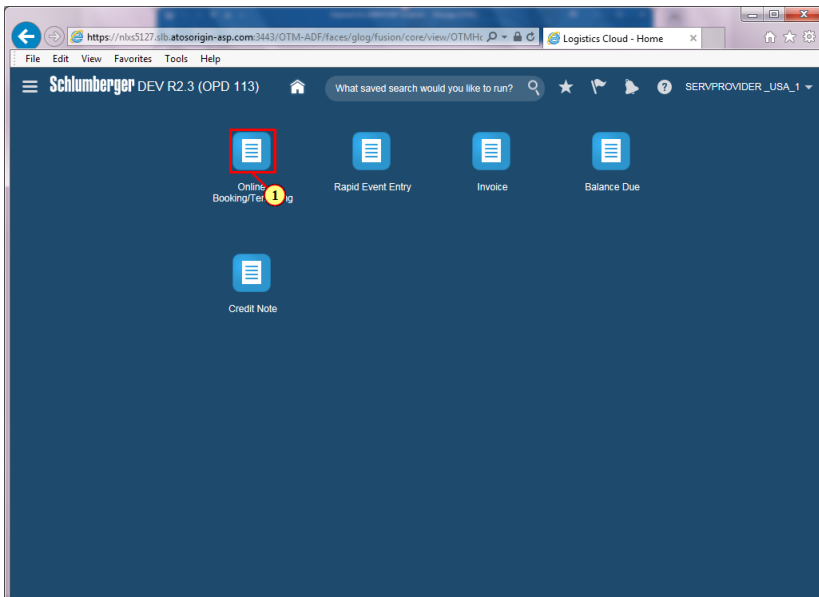 https://nlxs5127.slb.atosorigin-asp.com:3443/OTM-ADF/faces/glog/fusion/core/view/OTMHc
Logistics Cloud - Home
File Edit View Favorites Tools Help
Schlumberger DEV R2.3 (OPD 113)
What saved search would you like to run?
SERVPROVIDER_USA_1
Online
Booking/Ter
ng
1
Rapid Event Entry
Invoice
Balance Due
Credit Note